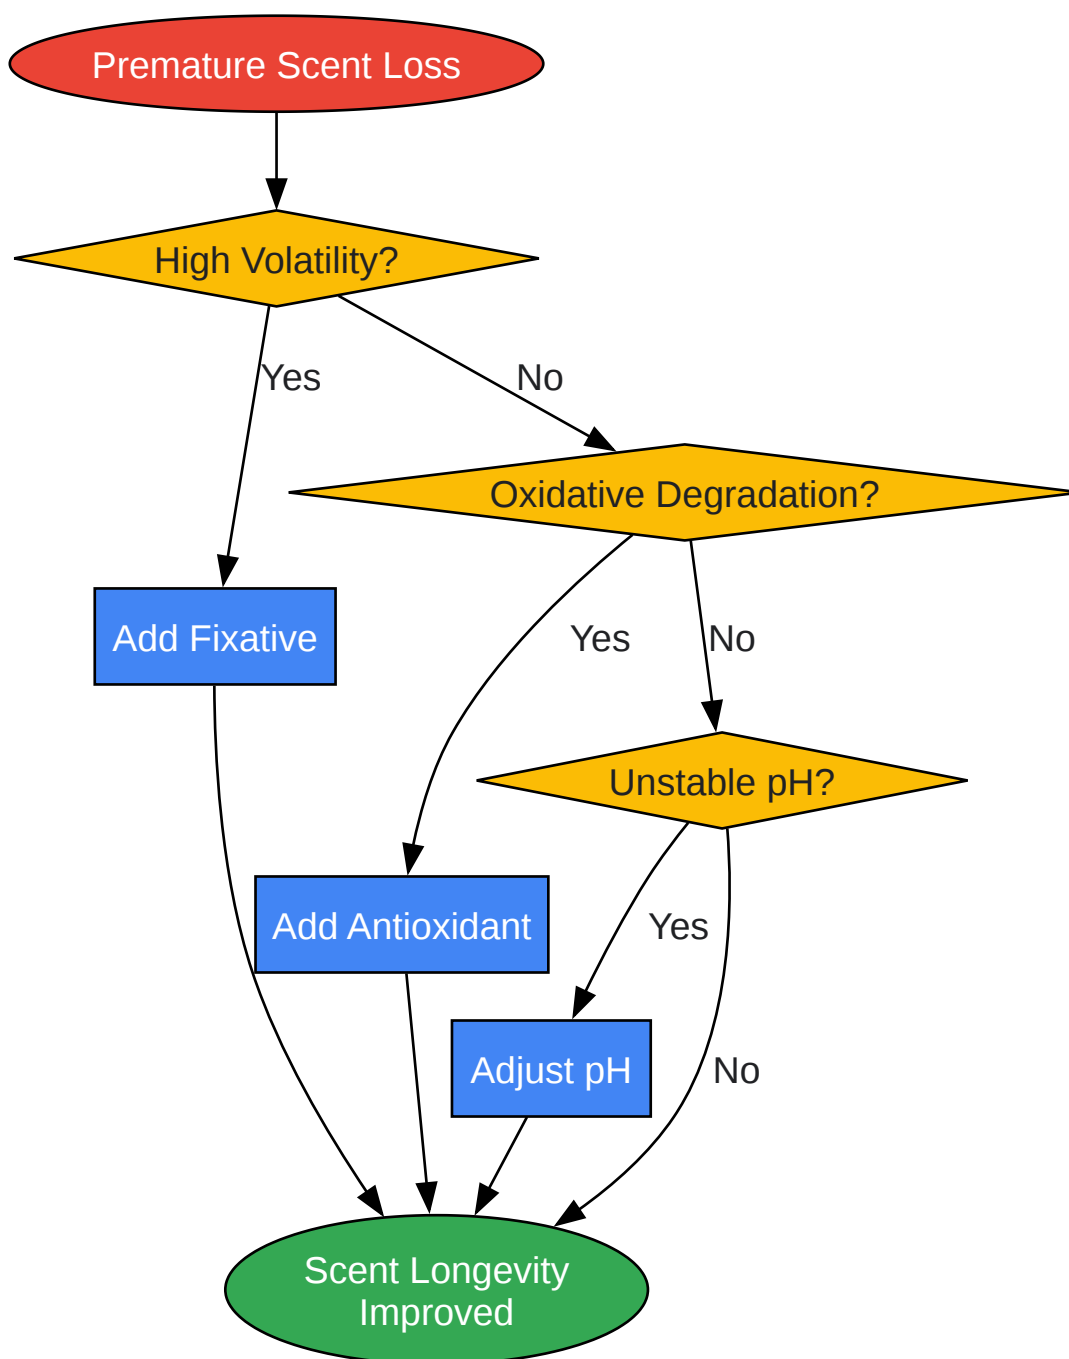 Premature Scent Loss
High Volatility?
Yes
No
Oxidative Degradation?
Add Fixative
Yes
No
Unstable pH?
Add Antioxidant
Yes
Adjust pH
No
Scent Longevity
Improved